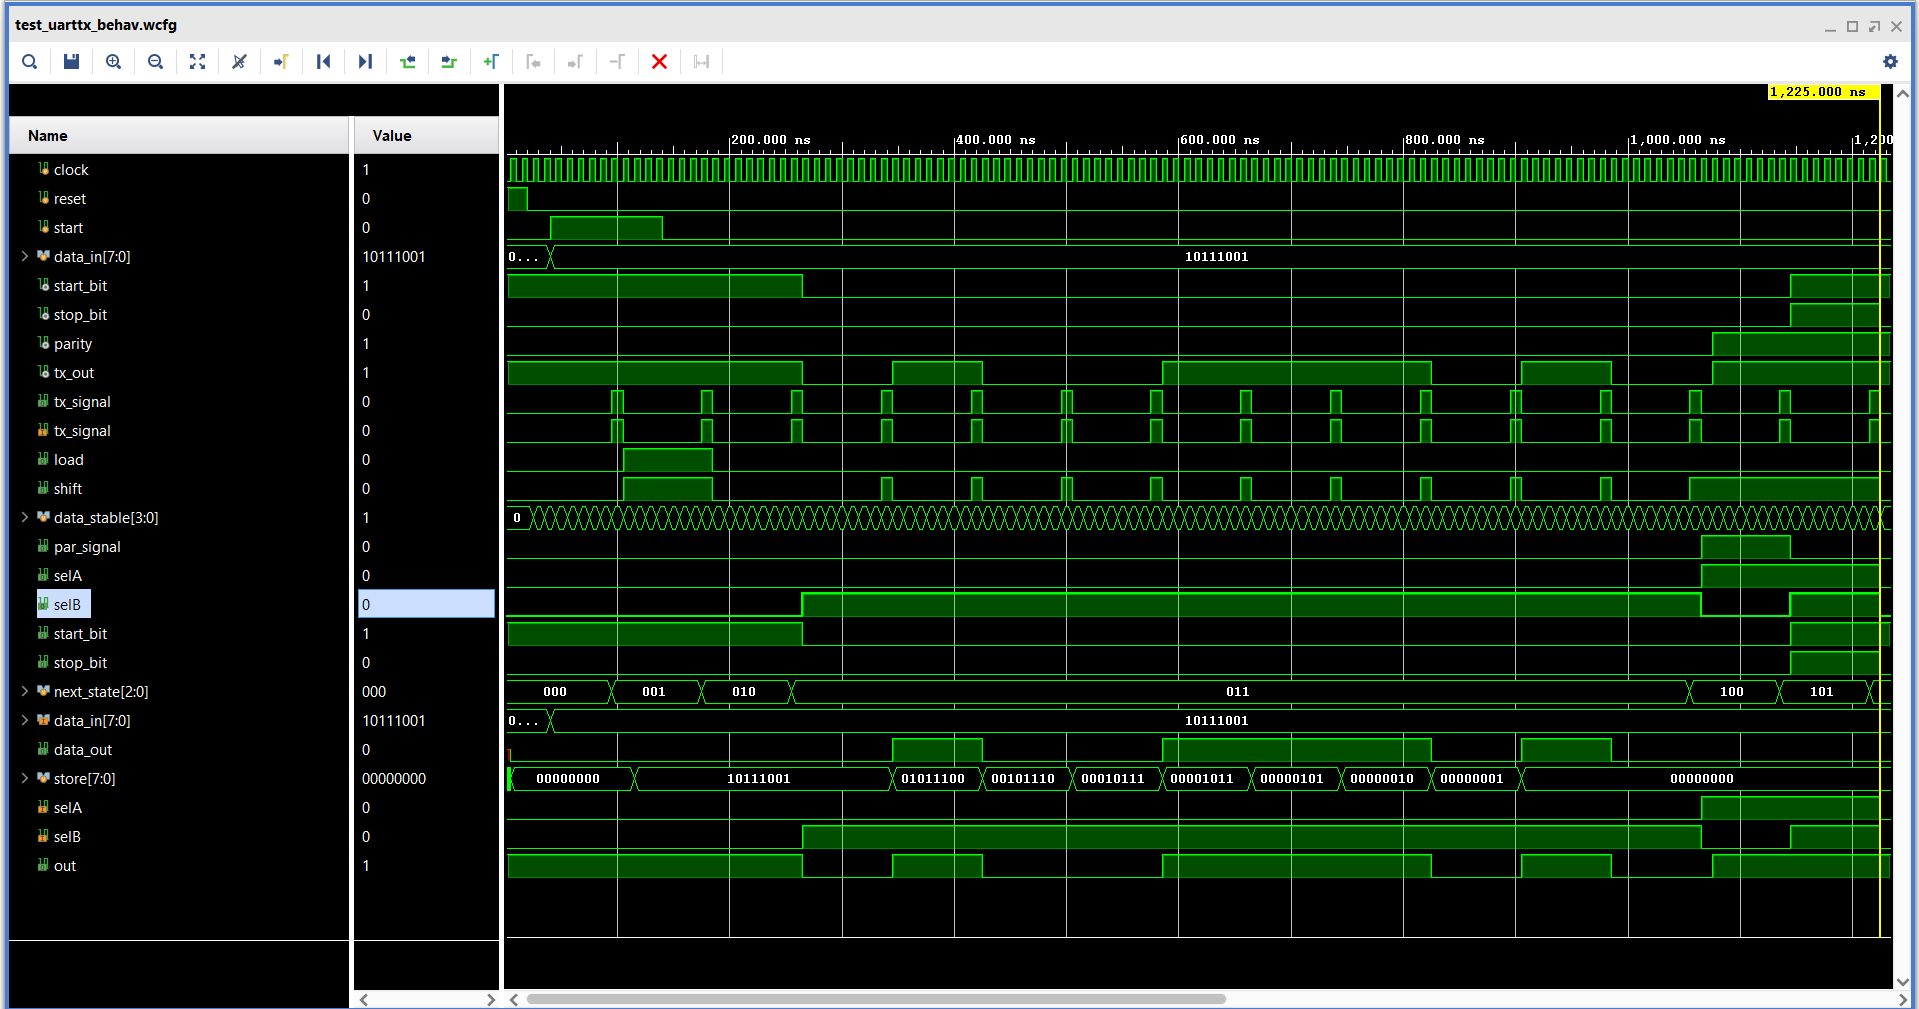 test_uarttx_behav.wcfg
1,225.000 ns
Name Value
200.000 ns 400.000 ns 600.000 ns 800.000 ns 1,000.000 ns 1,200
clock 1
reset 0
start 0
data_in[7:0] 10111001 0... 10111001
start_bit 1
stop_bit 0
parity 1
tx_out 1
tx_signal 0
tx_signal 0
load 0
shift 0
data_stable[3:0] 1 0
par_signal 0
selA 0
selB 0
start_bit 1
stop_bit 0
next_state[2:0] 000 000 001 010 011 100 101
data_in[7:0] 10111001 0... 10111001
data_out 0
store[7:0] 00000000 00000000 10111001 01011100 00101110 00010111 00001011 00000101 00000010 00000001 00000000
selA 0
selB 0
out 1